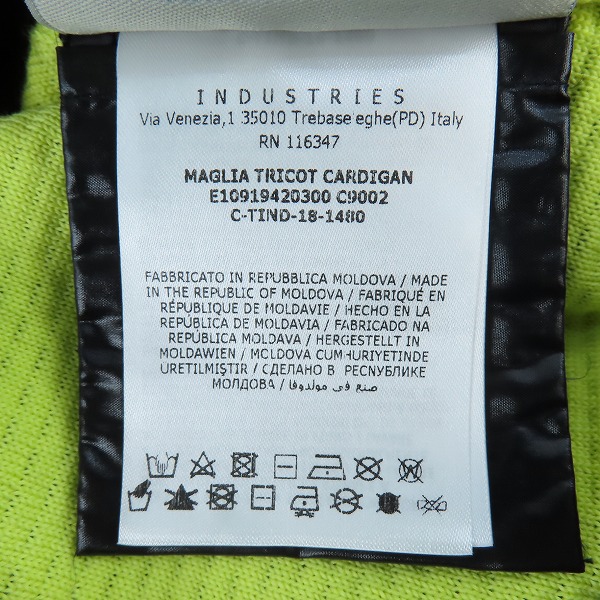 INDUSTRIES
Via Venezia,1 35010 Trebaseleghe(PD) Italy
RN 116347
MAGLIA TRICOT CARDIGAN
E10919420300 C9002
C-TIND-18-1480
FABBRICATO IN REPUBBLICA MOLDOVA / MADE
IN THE REPUBLIC OF MOLDOVA / FABRIQUÉ EN
RÉPUBLIQUE DE MOLDAVIE / HECHO EN LA
REPÚBLICA DE MOLDAVIA / FABRICADO NA
REPÚBLICA MOLDOVA / HERGESTELLT IN
MOLDAWIEN / MOLDOVA CUMHURIYETINDE
ÜRETILMIŞTIR / СДЕЛАНО В РЕСПУБЛИКЕ
МОЛДОВА / صنع في مولدوفا